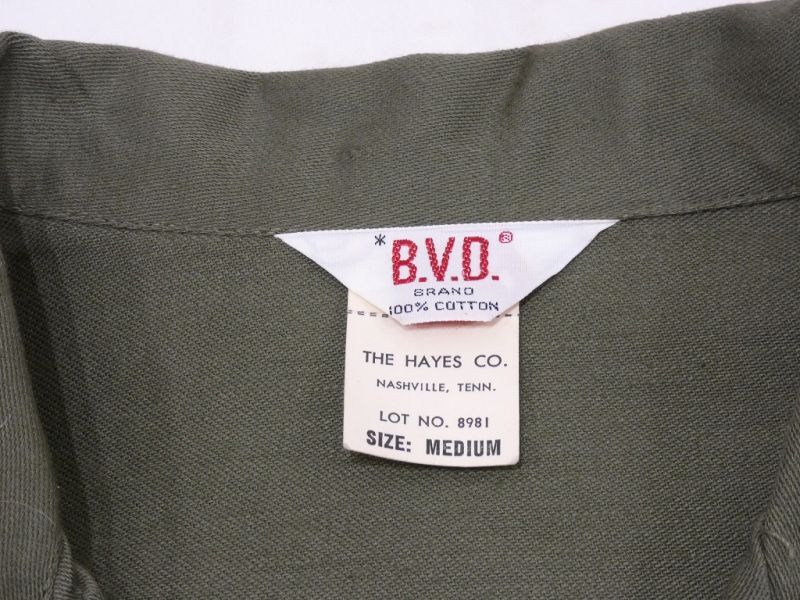 *B.V.D.®
BRAND
100% COTTON
THE HAYES CO.
NASHVILLE, TENN.
LOT NO. 8981
SIZE: MEDIUM